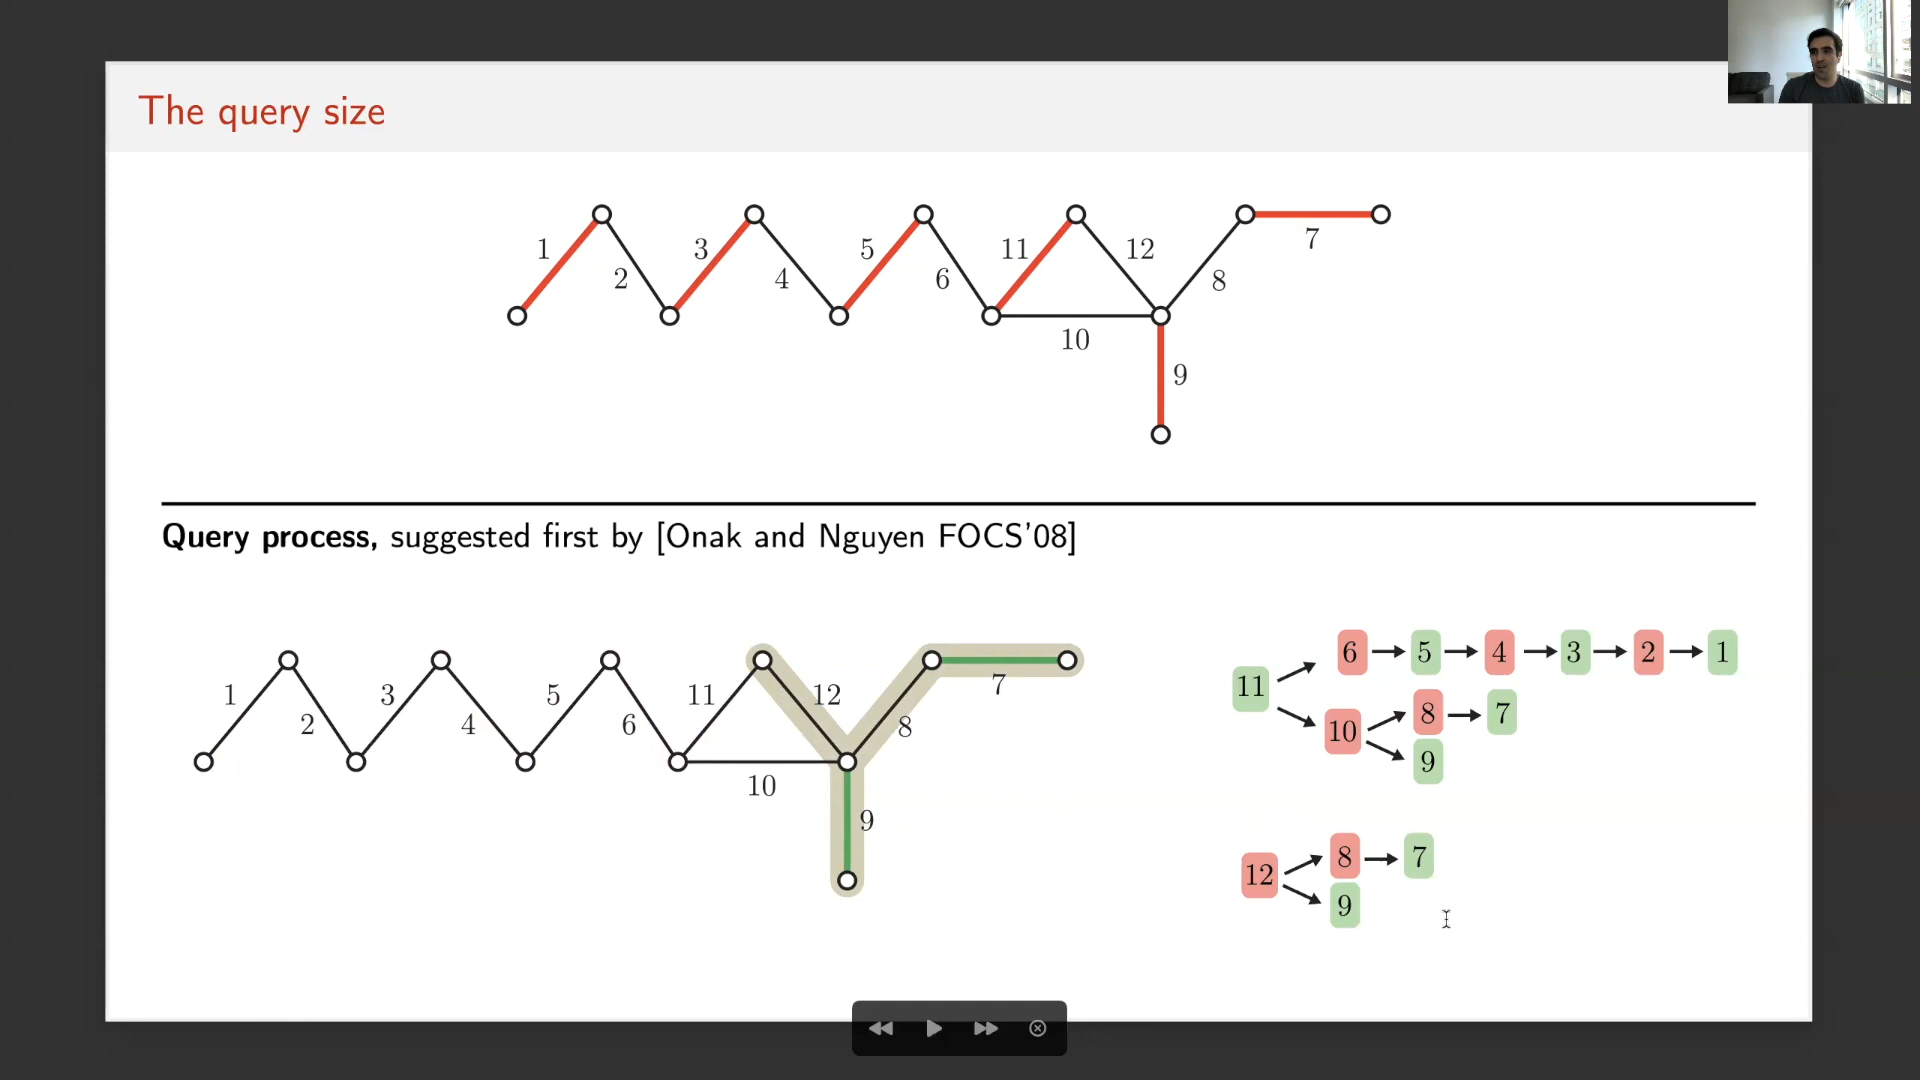 The query size
1 3 5 11 12
2 4 6 8 7
10
9
Query process, suggested first by [Onak and Nguyen FOCS'08]
1 3 5 11 12 7
2 4 6 8
10
9
11 6 5 4 3 2 1
10 8 7
9
12 8 7
9